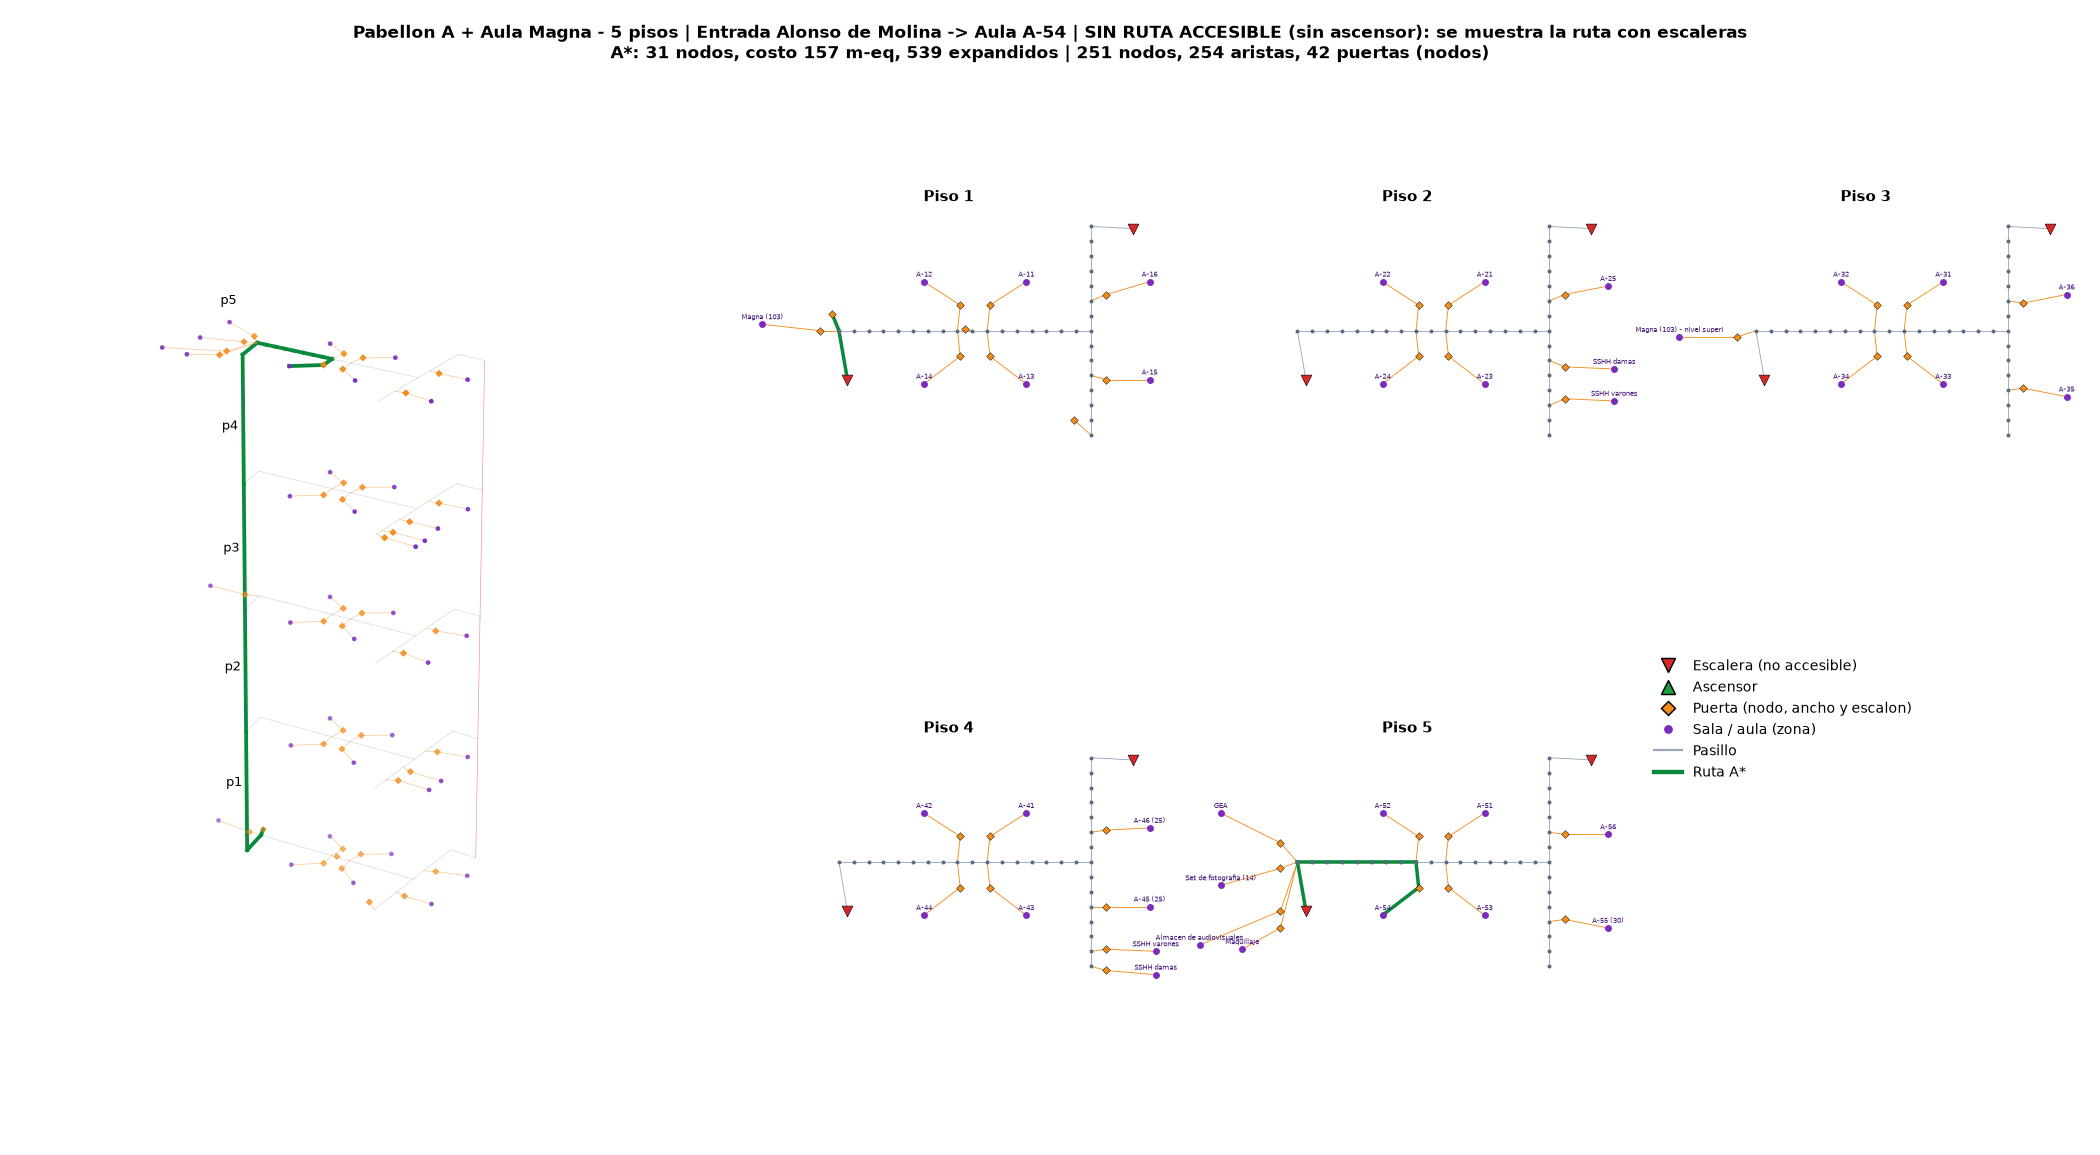 Pabellon A + Aula Magna - 5 pisos | Entrada Alonso de Molina -> Aula A-54 | SIN RUTA ACCESIBLE (sin ascensor): se muestra la ruta con escaleras
A*: 31 nodos, costo 157 m-eq, 539 expandidos | 251 nodos, 254 aristas, 42 puertas (nodos)
p5
p4
p3
p2
p1
Piso 1
A-12
A-11
A-16
Magna (103)
A-14
A-13
A-15
Piso 2
A-22
A-21
A-25
SSHH damas
A-24
A-23
SSHH varones
Piso 3
A-32
A-31
A-36
Magna (103) - nivel superi
A-34
A-33
A-35
Piso 4
A-42
A-41
A-46 (25)
A-45 (25)
A-44
A-43
SSHH varones
SSHH damas
Piso 5
GEA
A-52
A-51
A-56
Set de fotografia (14)
A-54
A-53
A-55 (30)
Almacen de audiovisuales
Maquillaje
Escalera (no accesible)
Ascensor
Puerta (nodo, ancho y escalon)
Sala / aula (zona)
Pasillo
Ruta A*